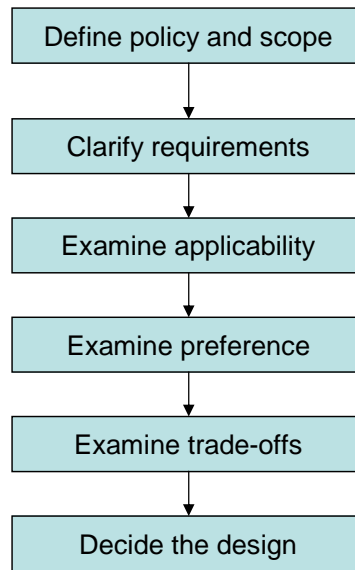 Define policy and scope
Clarify requirements
Examine applicability
Examine preference
Examine trade-offs
Decide the design